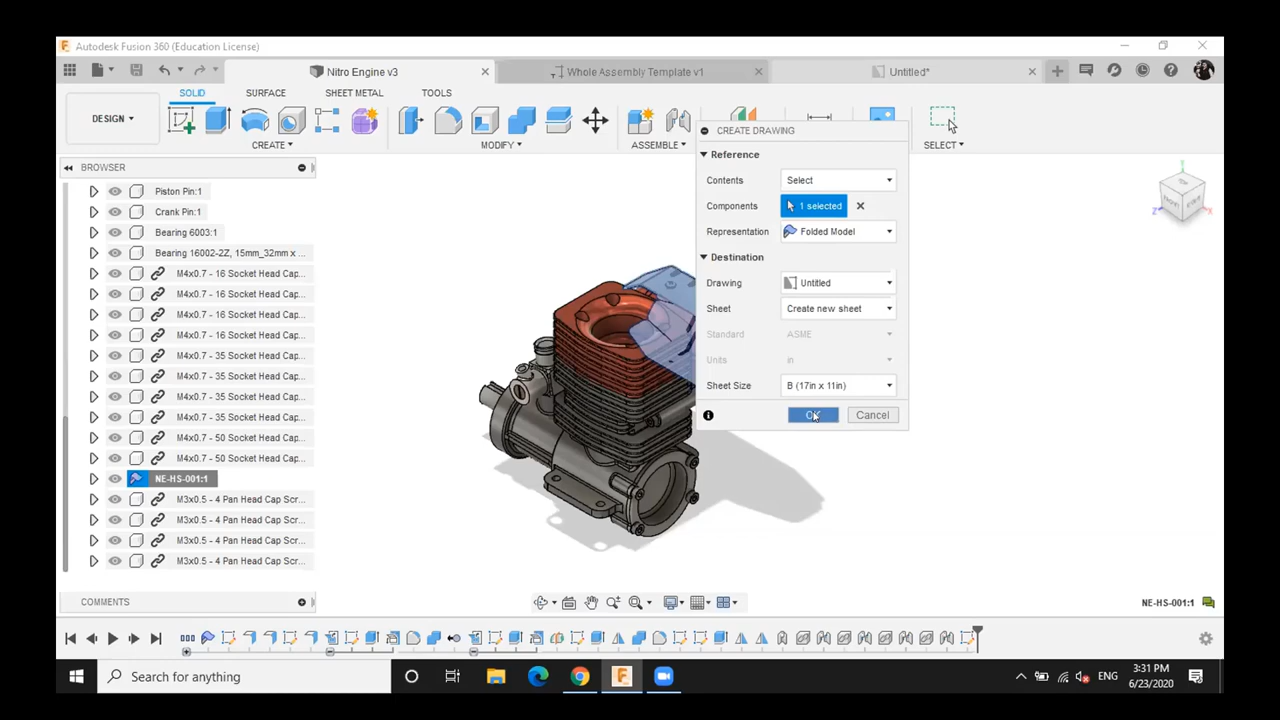 Autodesk Fusion 360 (Education License)
Nitro Engine v3
Whole Assembly Template v1
Untitled*
SOLID
SURFACE
SHEET METAL
TOOLS
DESIGN
CREATE
MODIFY
ASSEMBLE
SELECT
BROWSER
Piston Pin:1
Crank Pin:1
Bearing 6003:1
Bearing 16002-2Z, 15mm_32mm x ...
M4x0.7 - 16 Socket Head Cap...
M4x0.7 - 16 Socket Head Cap...
M4x0.7 - 16 Socket Head Cap...
M4x0.7 - 16 Socket Head Cap...
M4x0.7 - 35 Socket Head Cap...
M4x0.7 - 35 Socket Head Cap...
M4x0.7 - 35 Socket Head Cap...
M4x0.7 - 35 Socket Head Cap...
M4x0.7 - 50 Socket Head Cap...
M4x0.7 - 50 Socket Head Cap...
NE-HS-001:1
M3x0.5 - 4 Pan Head Cap Scr...
M3x0.5 - 4 Pan Head Cap Scr...
M3x0.5 - 4 Pan Head Cap Scr...
M3x0.5 - 4 Pan Head Cap Scr...
COMMENTS
CREATE DRAWING
Reference
Contents Select
Components 1 selected
Representation Folded Model
Destination
Drawing Untitled
Sheet Create new sheet
Standard ASME
Units in
Sheet Size B (17in x 11in)
OK Cancel
NE-HS-001:1
Search for anything
ENG
3:31 PM
6/23/2020